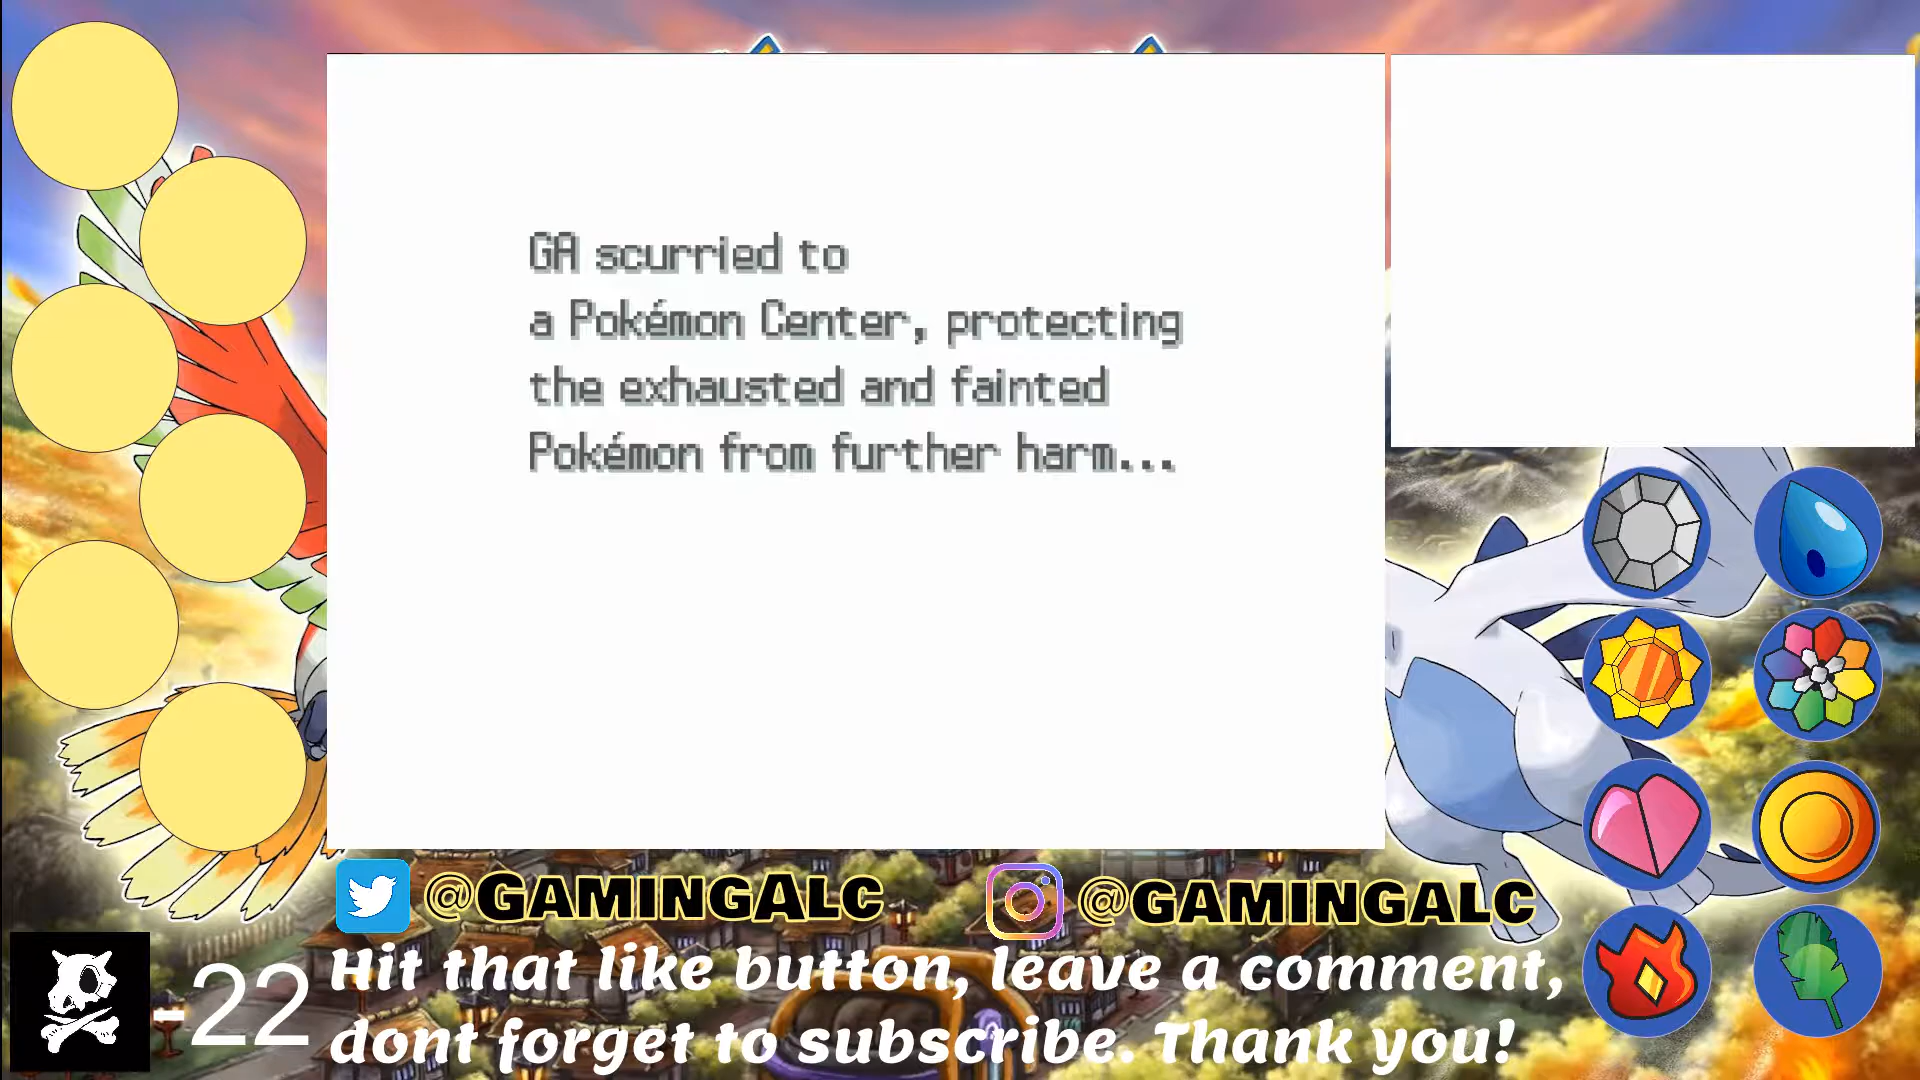 GA scurried to
a Pokémon Center, protecting
the exhausted and fainted
Pokémon from further harm...
@GAMINGALC
@GAMINGALC
-22
Hit that like button, leave a comment,
dont forget to subscribe. Thank you!